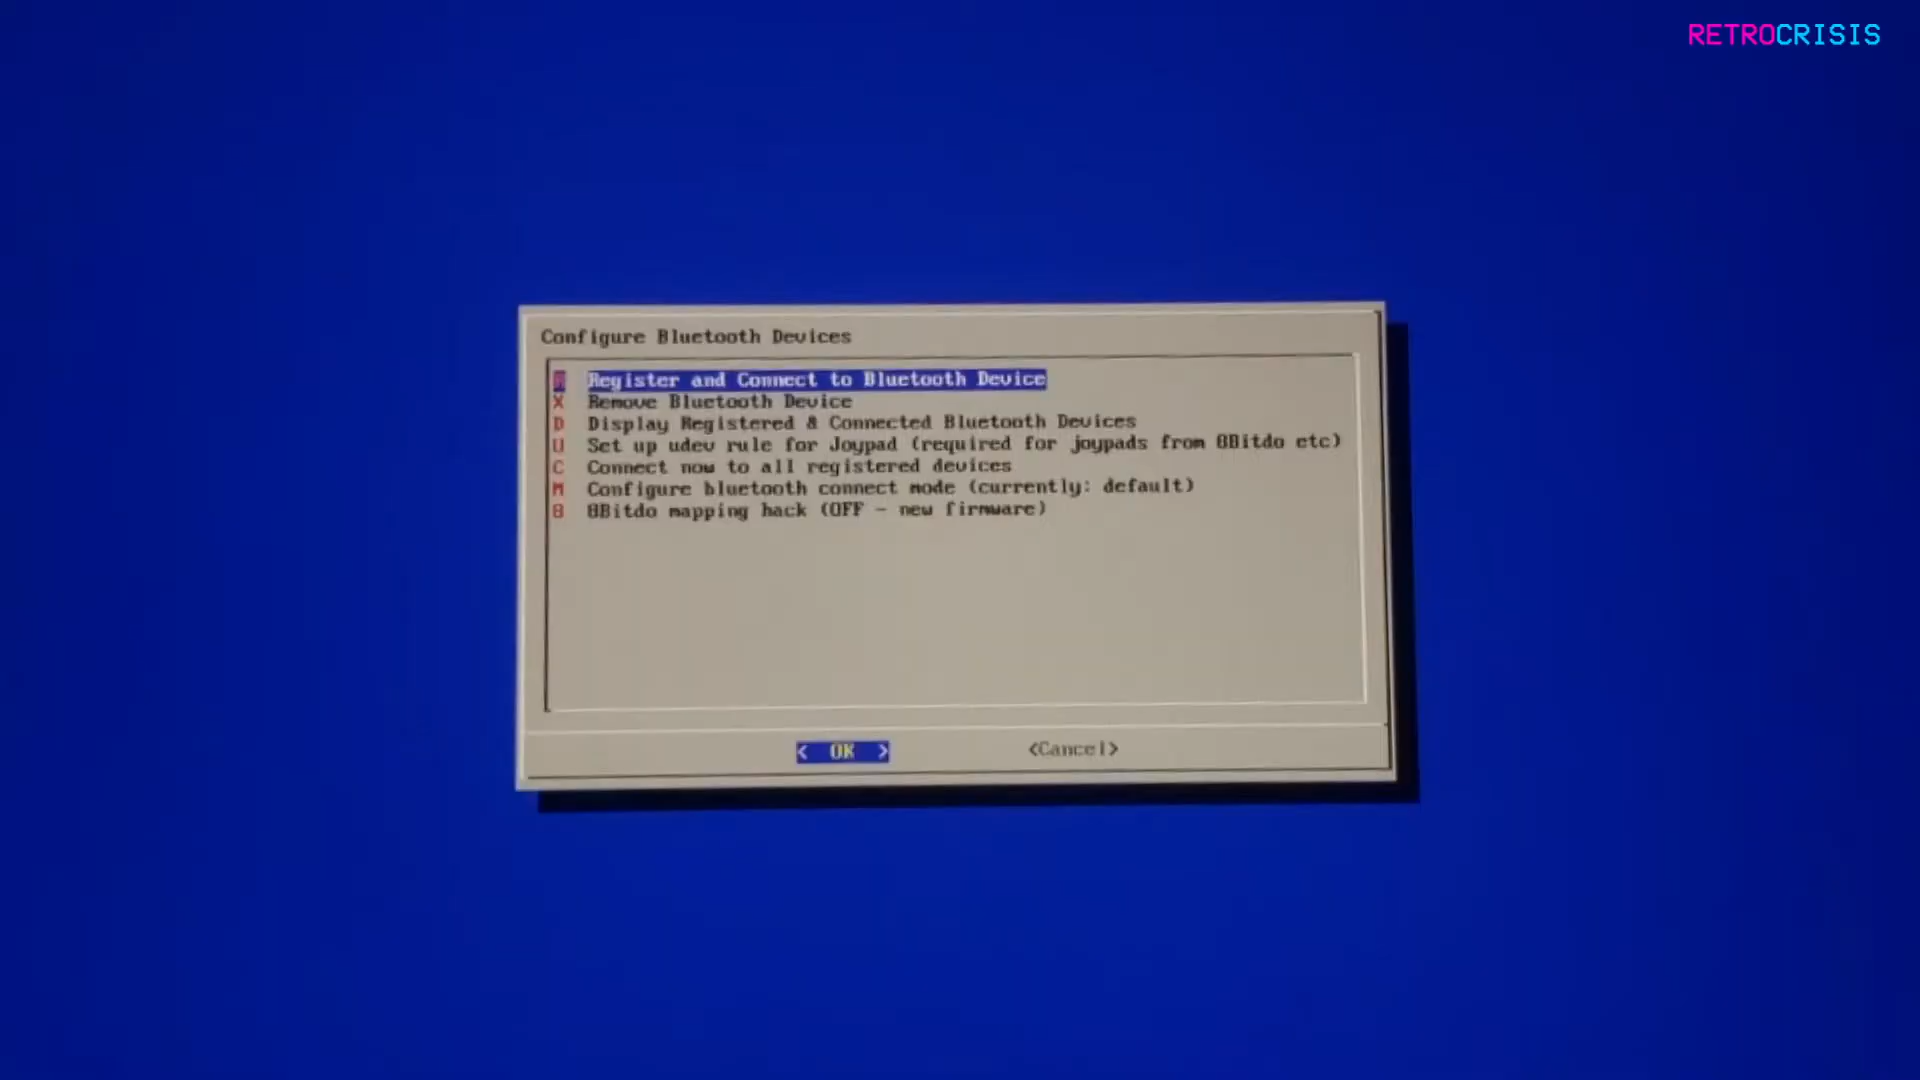 RETROCRISIS
Configure Bluetooth Devices
R Register and Connect to Bluetooth Device
X Remove Bluetooth Device
D Display Registered & Connected Bluetooth Devices
U Set up udev rule for Joypad (required for joypads from 8Bitdo etc)
C Connect now to all registered devices
M Configure bluetooth connect mode (currently: default)
8 8Bitdo mapping hack (OFF - new firmware)
< OK > <Cancel>